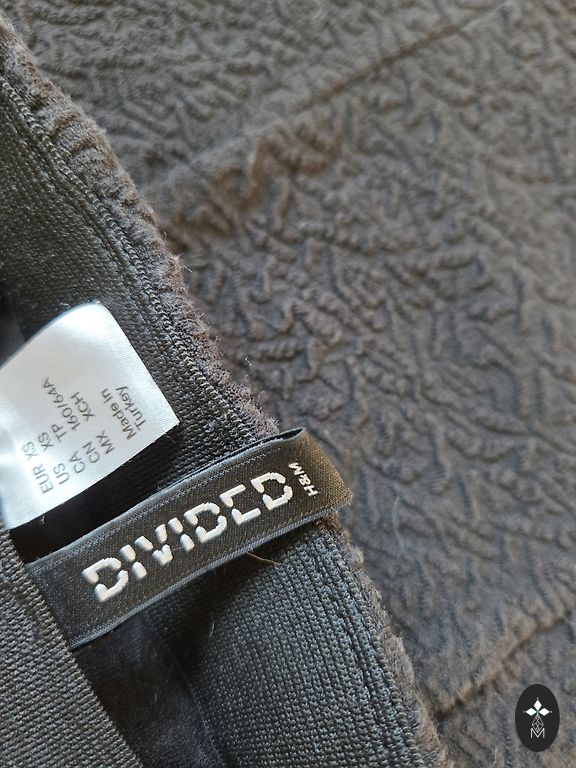 EUR XS
US XS
CA TP
CN 160/64A
MX XCH
Made in
Turkey
DIVIDED
H&M
M